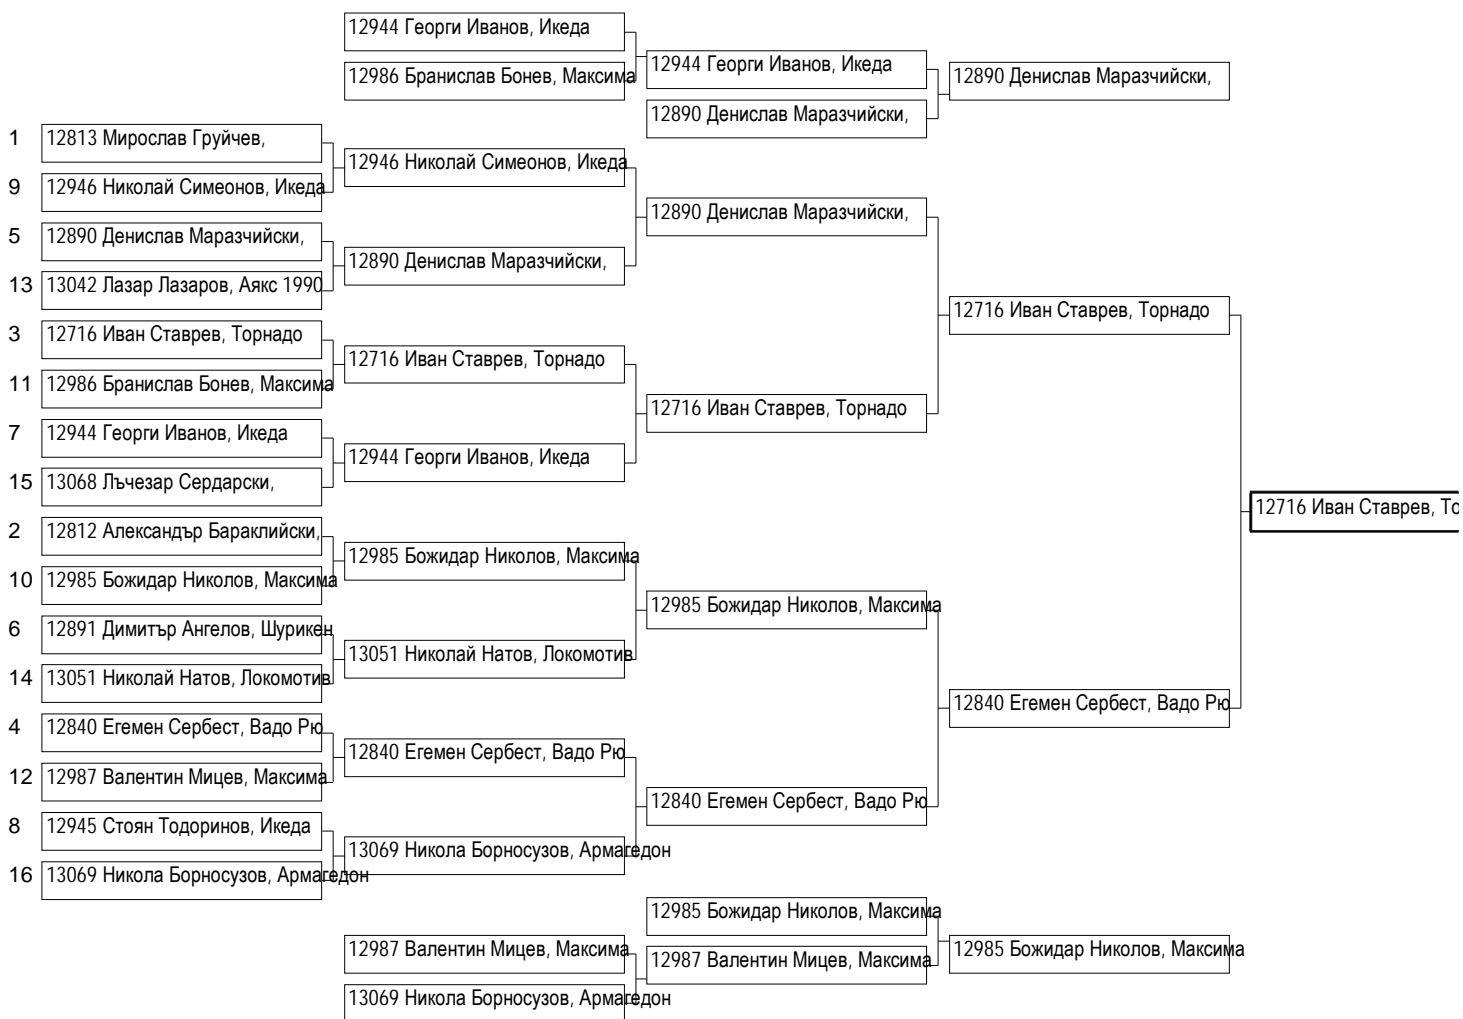 12944 Георги Иванов, Икеда
12986 Бранислав Бонев, Максима
12944 Георги Иванов, Икеда
12890 Денислав Маразчийски,
12890 Денислав Маразчийски,
1 12813 Мирослав Груйчев,
9 12946 Николай Симеонов, Икеда
5 12890 Денислав Маразчийски,
13 13042 Лазар Лазаров, Аякс 1990
3 12716 Иван Ставрев, Торнадо
11 12986 Бранислав Бонев, Максима
7 12944 Георги Иванов, Икеда
15 13068 Лъчезар Сердарски,
2 12812 Александър Бараклийски,
10 12985 Божидар Николов, Максима
6 12891 Димитър Ангелов, Шурикен
14 13051 Николай Натов, Локомотив
4 12840 Егемен Сербест, Вадо Рю
12 12987 Валентин Мицев, Максима
8 12945 Стоян Тодоринов, Икеда
16 13069 Никола Борносузов, Армагедон
12946 Николай Симеонов, Икеда
12890 Денислав Маразчийски,
12716 Иван Ставрев, Торнадо
12944 Георги Иванов, Икеда
12985 Божидар Николов, Максима
13051 Николай Натов, Локомотив
12840 Егемен Сербест, Вадо Рю
13069 Никола Борносузов, Армагедон
12890 Денислав Маразчийски,
12716 Иван Ставрев, Торнадо
12985 Божидар Николов, Максима
12840 Егемен Сербест, Вадо Рю
12716 Иван Ставрев, Торнадо
12840 Егемен Сербест, Вадо Рю
12716 Иван Ставрев, То
12987 Валентин Мицев, Максима
13069 Никола Борносузов, Армагедон
12985 Божидар Николов, Максима
12987 Валентин Мицев, Максима
12985 Божидар Николов, Максима